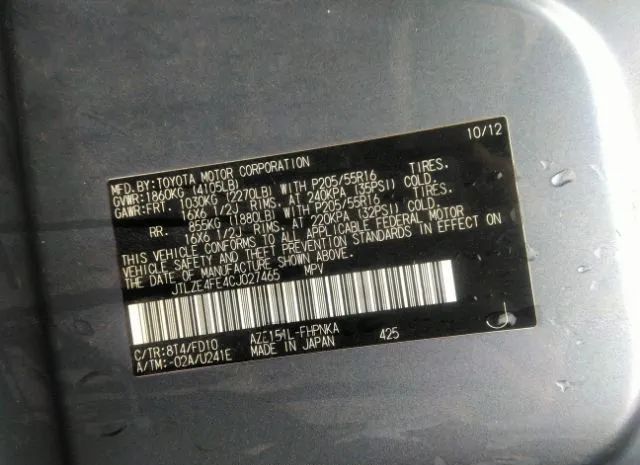 MFD.BY:TOYOTA MOTOR CORPORATION 10/12
GVWR:1860KG (4105LB)
GAWR:FRT. 1030KG (2270LB) WITH P205/55R16 TIRES.
16X6 1/2J RIMS. AT 240KPA (35PSI) COLD.
RR. 855KG (1880LB) WITH P205/55R16 TIRES.
16X6 1/2J RIMS. AT 220KPA (32PSI) COLD.
THIS VEHICLE CONFORMS TO ALL APPLICABLE FEDERAL MOTOR
VEHICLE SAFETY AND THEFT PREVENTION STANDARDS IN EFFECT ON
THE DATE OF MANUFACTURE SHOWN ABOVE.
JTLZE4FE4CJ027465 MPV
C/TR:8T4/FD10 AZE151L-FHPNKA
A/TM:-02A/U241E MADE IN JAPAN 425
J